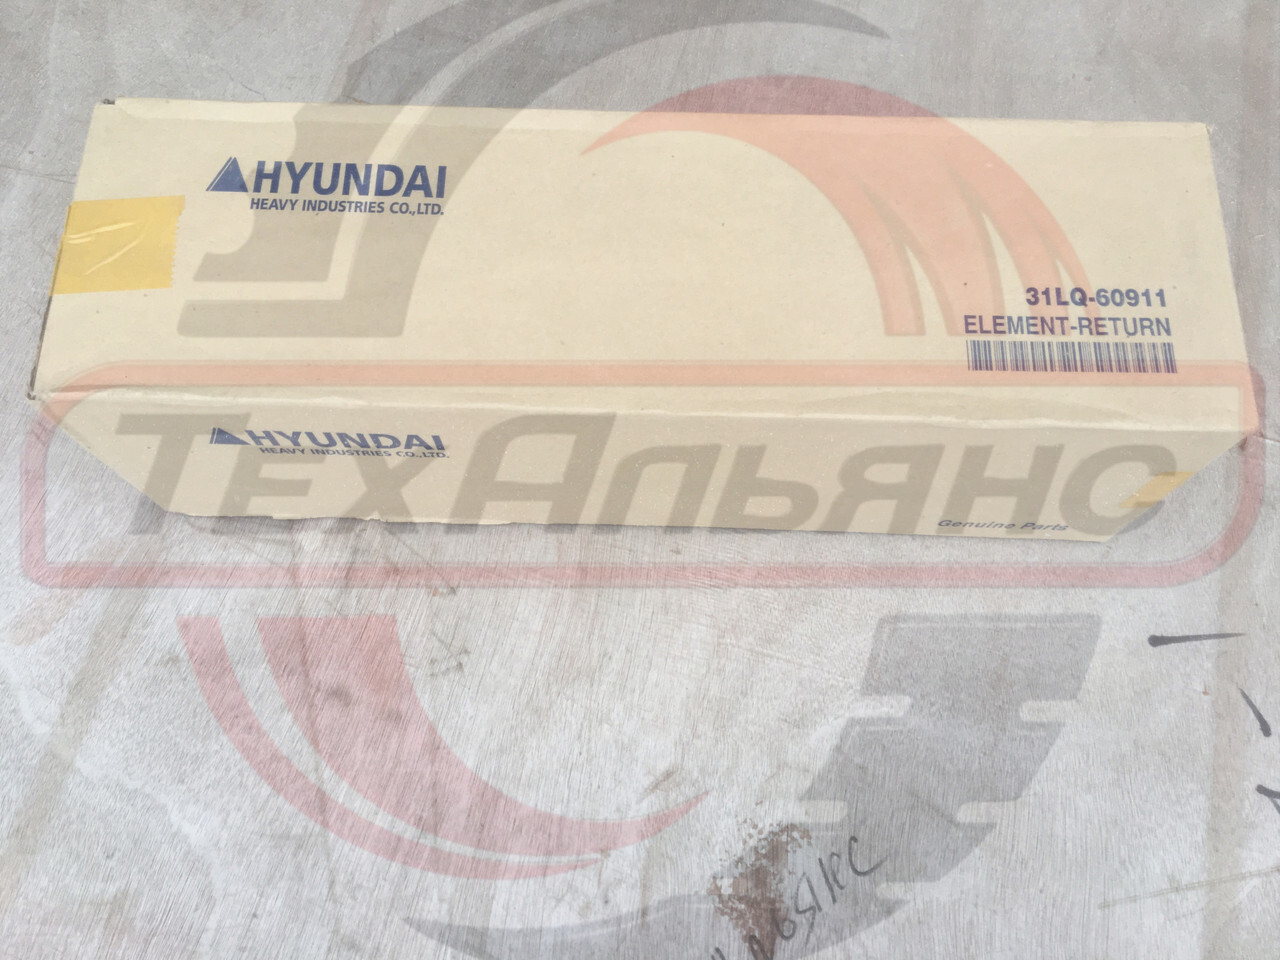 HYUNDAI
HEAVY INDUSTRIES CO.,LTD.
31LQ-60911
ELEMENT-RETURN
HYUNDAI
HEAVY INDUSTRIES CO.,LTD.
Genuine Parts
ТЕХАЛЬЯНС